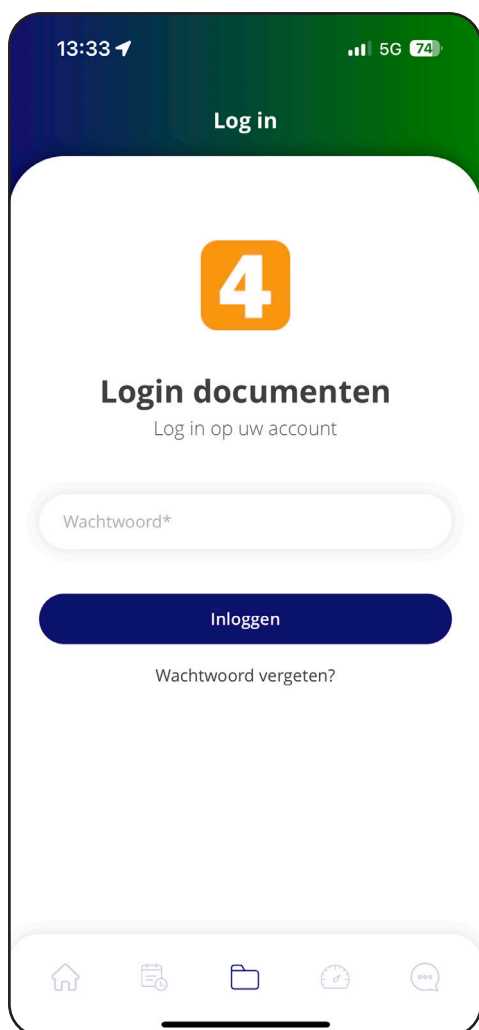 13:33
5G 74
Log in
4
Login documenten
Log in op uw account
Wachtwoord*
Inloggen
Wachtwoord vergeten?